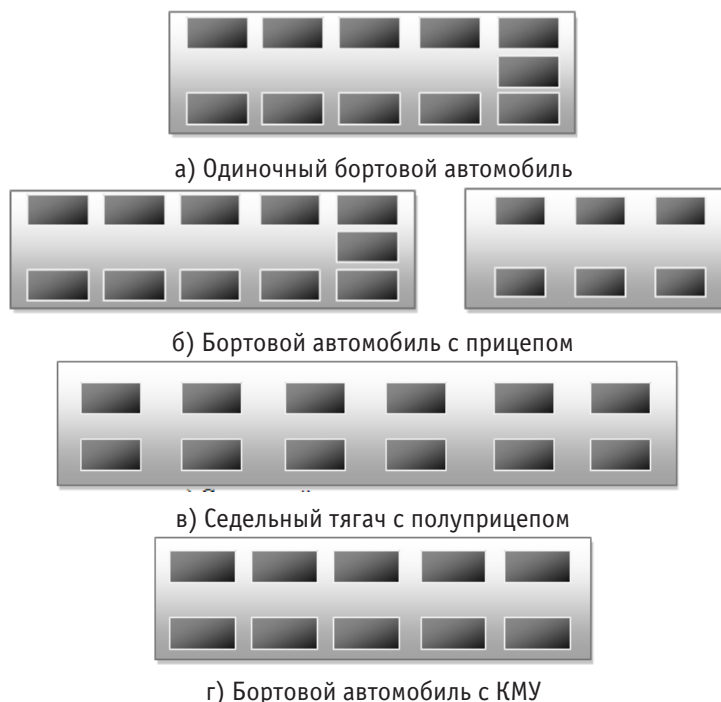 а) Одиночный бортовой автомобиль
б) Бортовой автомобиль с прицепом
в) Седельный тягач с полуприцепом
г) Бортовой автомобиль с КМУ